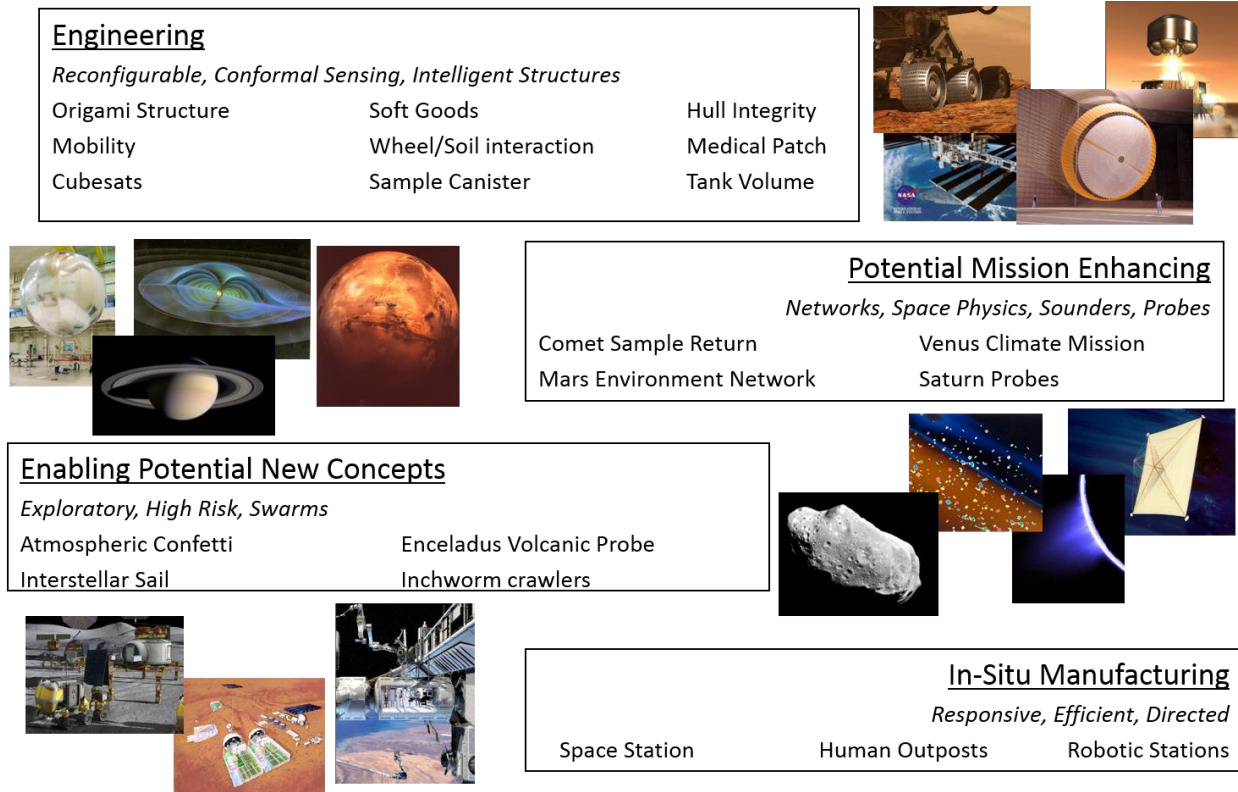 Engineering
Reconfigurable, Conformal Sensing, Intelligent Structures
Origami Structure Soft Goods Hull Integrity
Mobility Wheel/Soil interaction Medical Patch
Cubesats Sample Canister Tank Volume
NASA
Potential Mission Enhancing
Networks, Space Physics, Sounders, Probes
Comet Sample Return Venus Climate Mission
Mars Environment Network Saturn Probes
Enabling Potential New Concepts
Exploratory, High Risk, Swarms
Atmospheric Confetti Enceladus Volcanic Probe
Interstellar Sail Inchworm crawlers
In-Situ Manufacturing
Responsive, Efficient, Directed
Space Station Human Outposts Robotic Stations